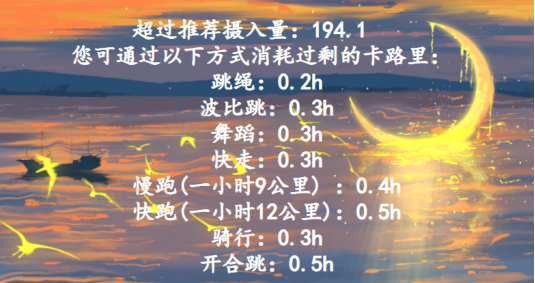 超过推荐摄入量：194.1
您可通过以下方式消耗过剩的卡路里：
跳绳：0.2h
波比跳：0.3h
舞蹈：0.3h
快走：0.3h
慢跑(一小时9公里)：0.4h
快跑(一小时12公里)：0.5h
骑行：0.3h
开合跳：0.5h